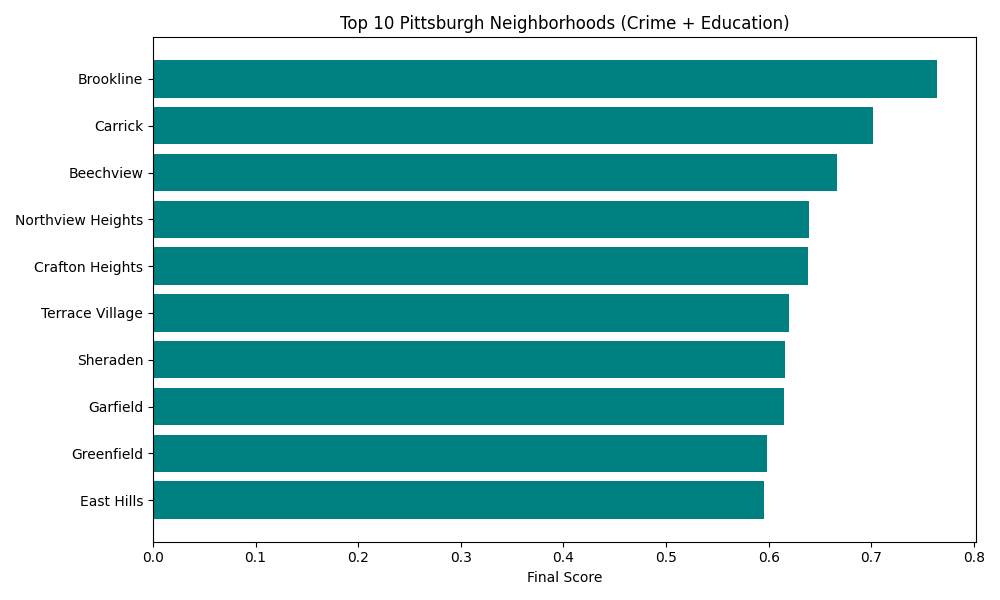 Top 10 Pittsburgh Neighborhoods (Crime + Education)
Brookline
Carrick
Beechview
Northview Heights
Crafton Heights
Terrace Village
Sheraden
Garfield
Greenfield
East Hills
0.0 0.1 0.2 0.3 0.4 0.5 0.6 0.7 0.8
Final Score